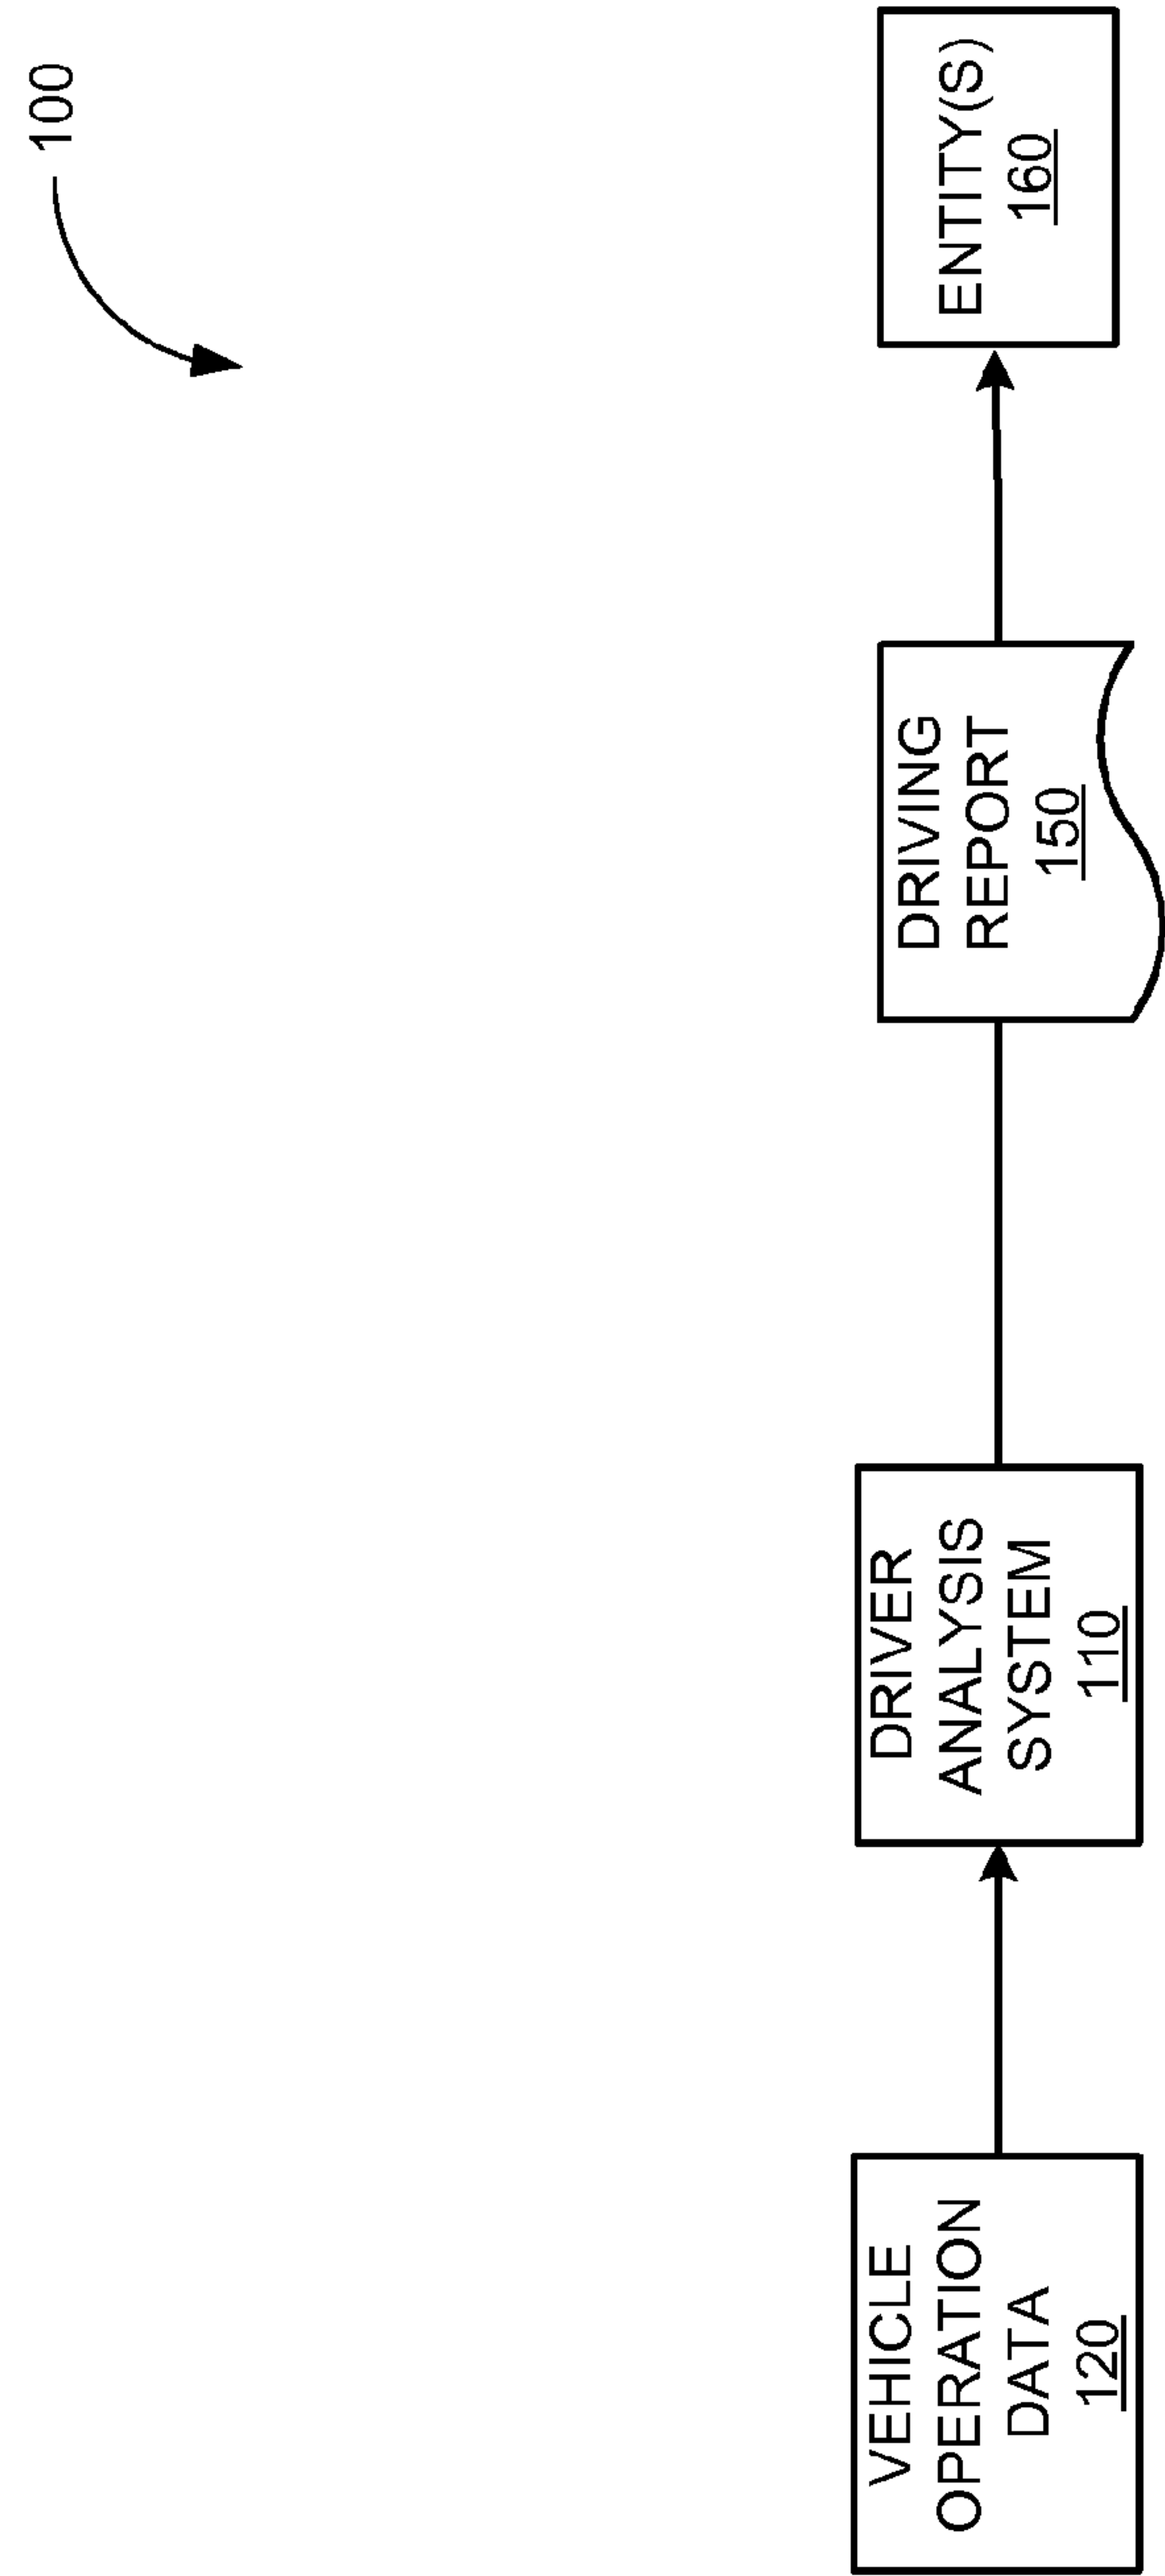 100
VEHICLE
OPERATION
DATA
120
DRIVER
ANALYSIS
SYSTEM
110
DRIVING
REPORT
150
ENTITY(S)
160